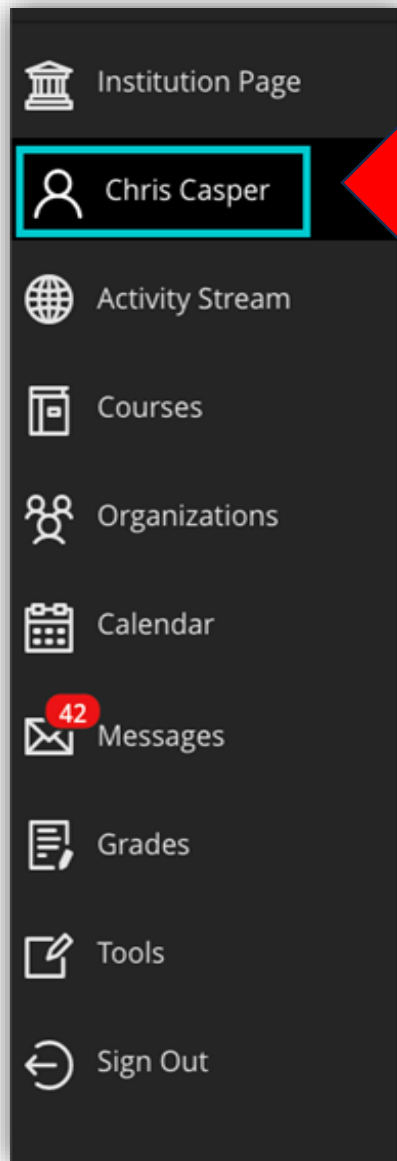 Institution Page
Chris Casper
Activity Stream
Courses
Organizations
Calendar
42
Messages
Grades
Tools
Sign Out